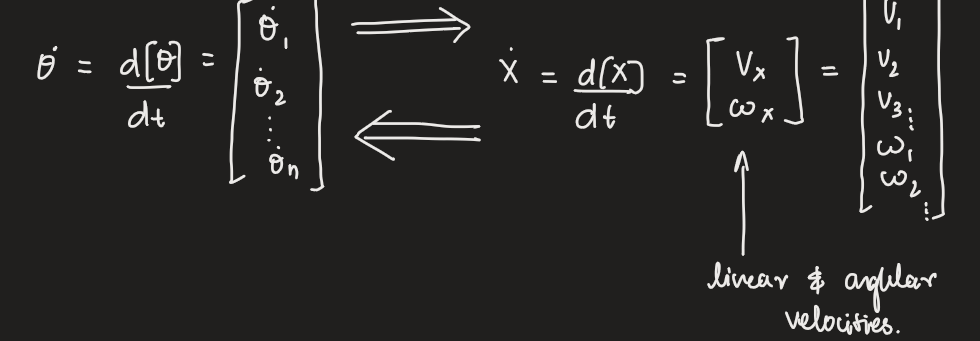 θ̇ = d[θ]/dt = [θ̇₁ θ̇₂ ⋮ θ̇ₙ] ⟹
⟸
Ẋ = d(X)/dt = [Vₓ ωₓ] = [V₁ V₂ V₃ ⋮ ω₁ ω₂ ⋮]
↑
linear & angular
velocities.